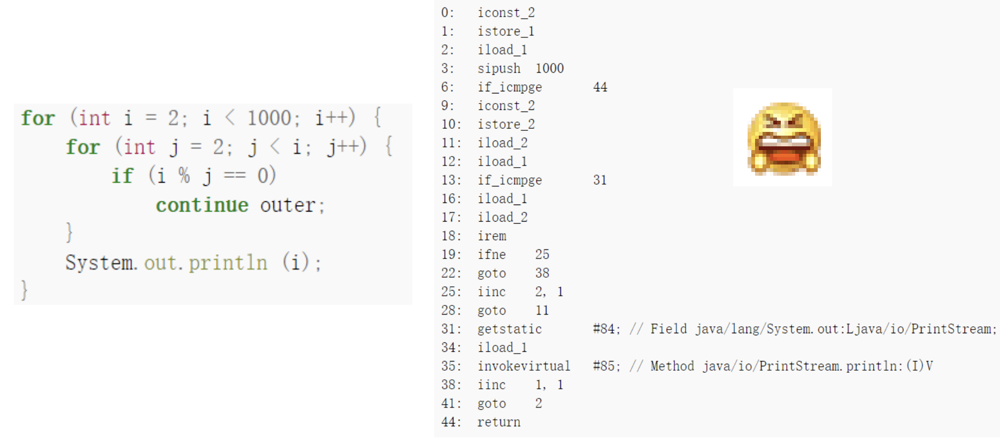 for (int i = 2; i < 1000; i++) {
for (int j = 2; j < i; j++) {
if (i % j == 0)
continue outer;
}
System.out.println (i);
}
0: iconst_2
1: istore_1
2: iload_1
3: sipush 1000
6: if_icmpge 44
9: iconst_2
10: istore_2
11: iload_2
12: iload_1
13: if_icmpge 31
16: iload_1
17: iload_2
18: irem
19: ifne 25
22: goto 38
25: iinc 2, 1
28: goto 11
31: getstatic #84; // Field java/lang/System.out:Ljava/io/PrintStream;
34: iload_1
35: invokevirtual #85; // Method java/io/PrintStream.println:(I)V
38: iinc 1, 1
41: goto 2
44: return